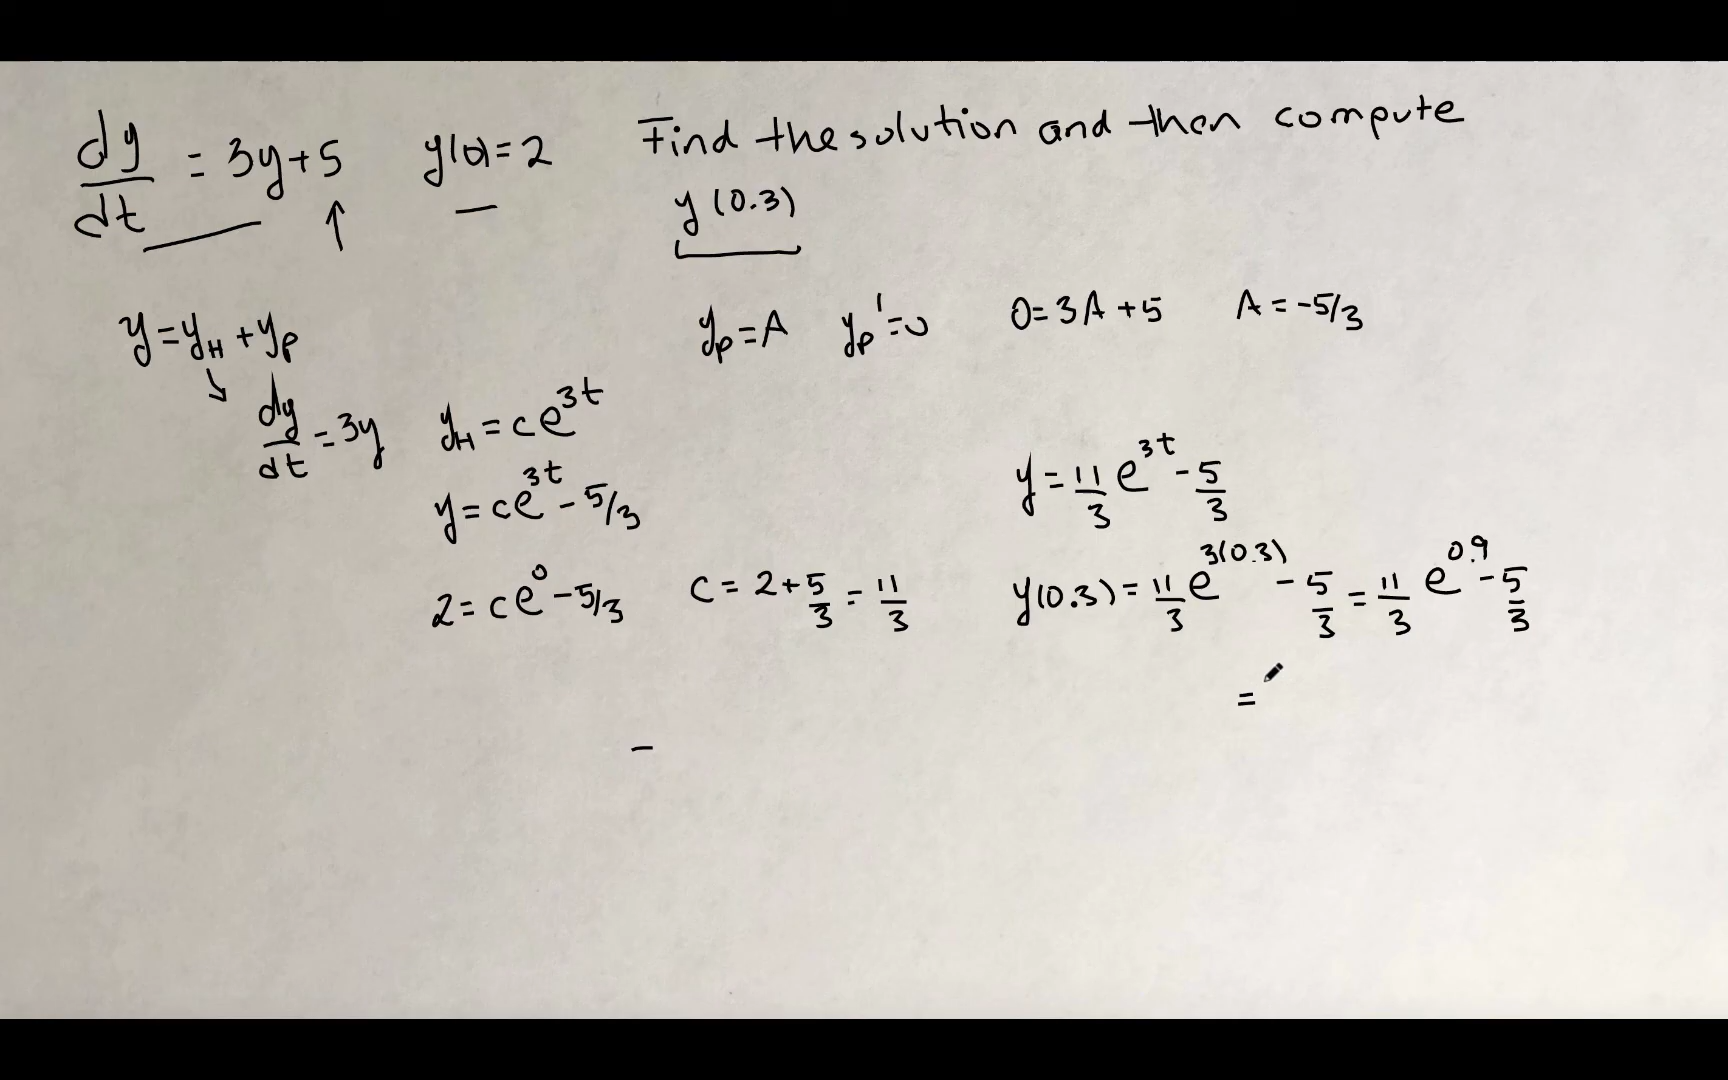 dy/dt = 3y+5 y(0)=2 Find the solution and then compute
y(0.3)
y=y_H+y_p y_p=A y_p'=0 0=3A+5 A=-5/3
dy/dt=3y y_H=ce^{3t}
y=ce^{3t}-5/3 y=11/3 e^{3t}-5/3
2=ce^0-5/3 C=2+5/3=11/3 y(0.3)=11/3 e^{3(0.3)}-5/3=11/3 e^{0.9}-5/3
=